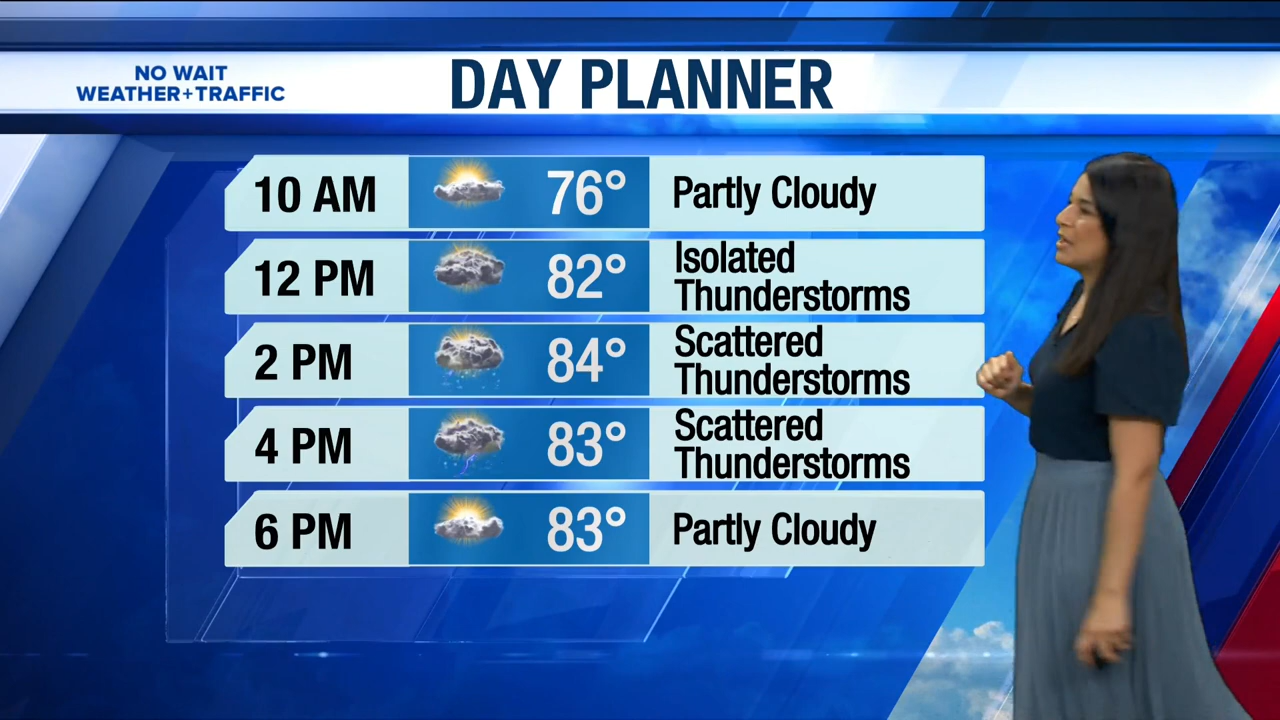 NO WAIT
WEATHER+TRAFFIC
DAY PLANNER
10 AM 76° Partly Cloudy
12 PM 82° Isolated
Thunderstorms
2 PM 84° Scattered
Thunderstorms
4 PM 83° Scattered
Thunderstorms
6 PM 83° Partly Cloudy